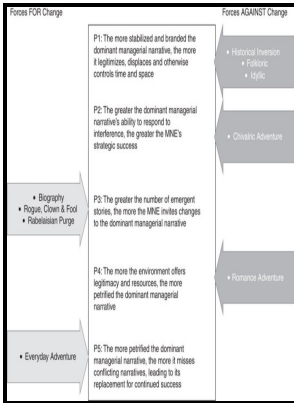 Forces FOR Change
Forces AGAINST Change
P1: The more stabilized and branded the
dominant managerial narrative, the more
it legitimizes, displaces and otherwise
controls time and space
• Historical Inversion
• Folkloric
• Idyllic
P2: The greater the dominant managerial
narrative's ability to respond to
interference, the greater the MNE's
strategic success
• Chivalric Adventure
• Biography
• Rogue, Clown & Fool
• Rabelaisian Purge
P3: The greater the number of emergent
stories, the more the MNE invites changes
to the dominant managerial narrative
P4: The more the environment offers
legitimacy and resources, the more
petrified the dominant managerial
narrative
• Romance Adventure
• Everyday Adventure
P5: The more petrified the dominant
managerial narrative, the more it misses
conflicting narratives, leading to its
replacement for continued success